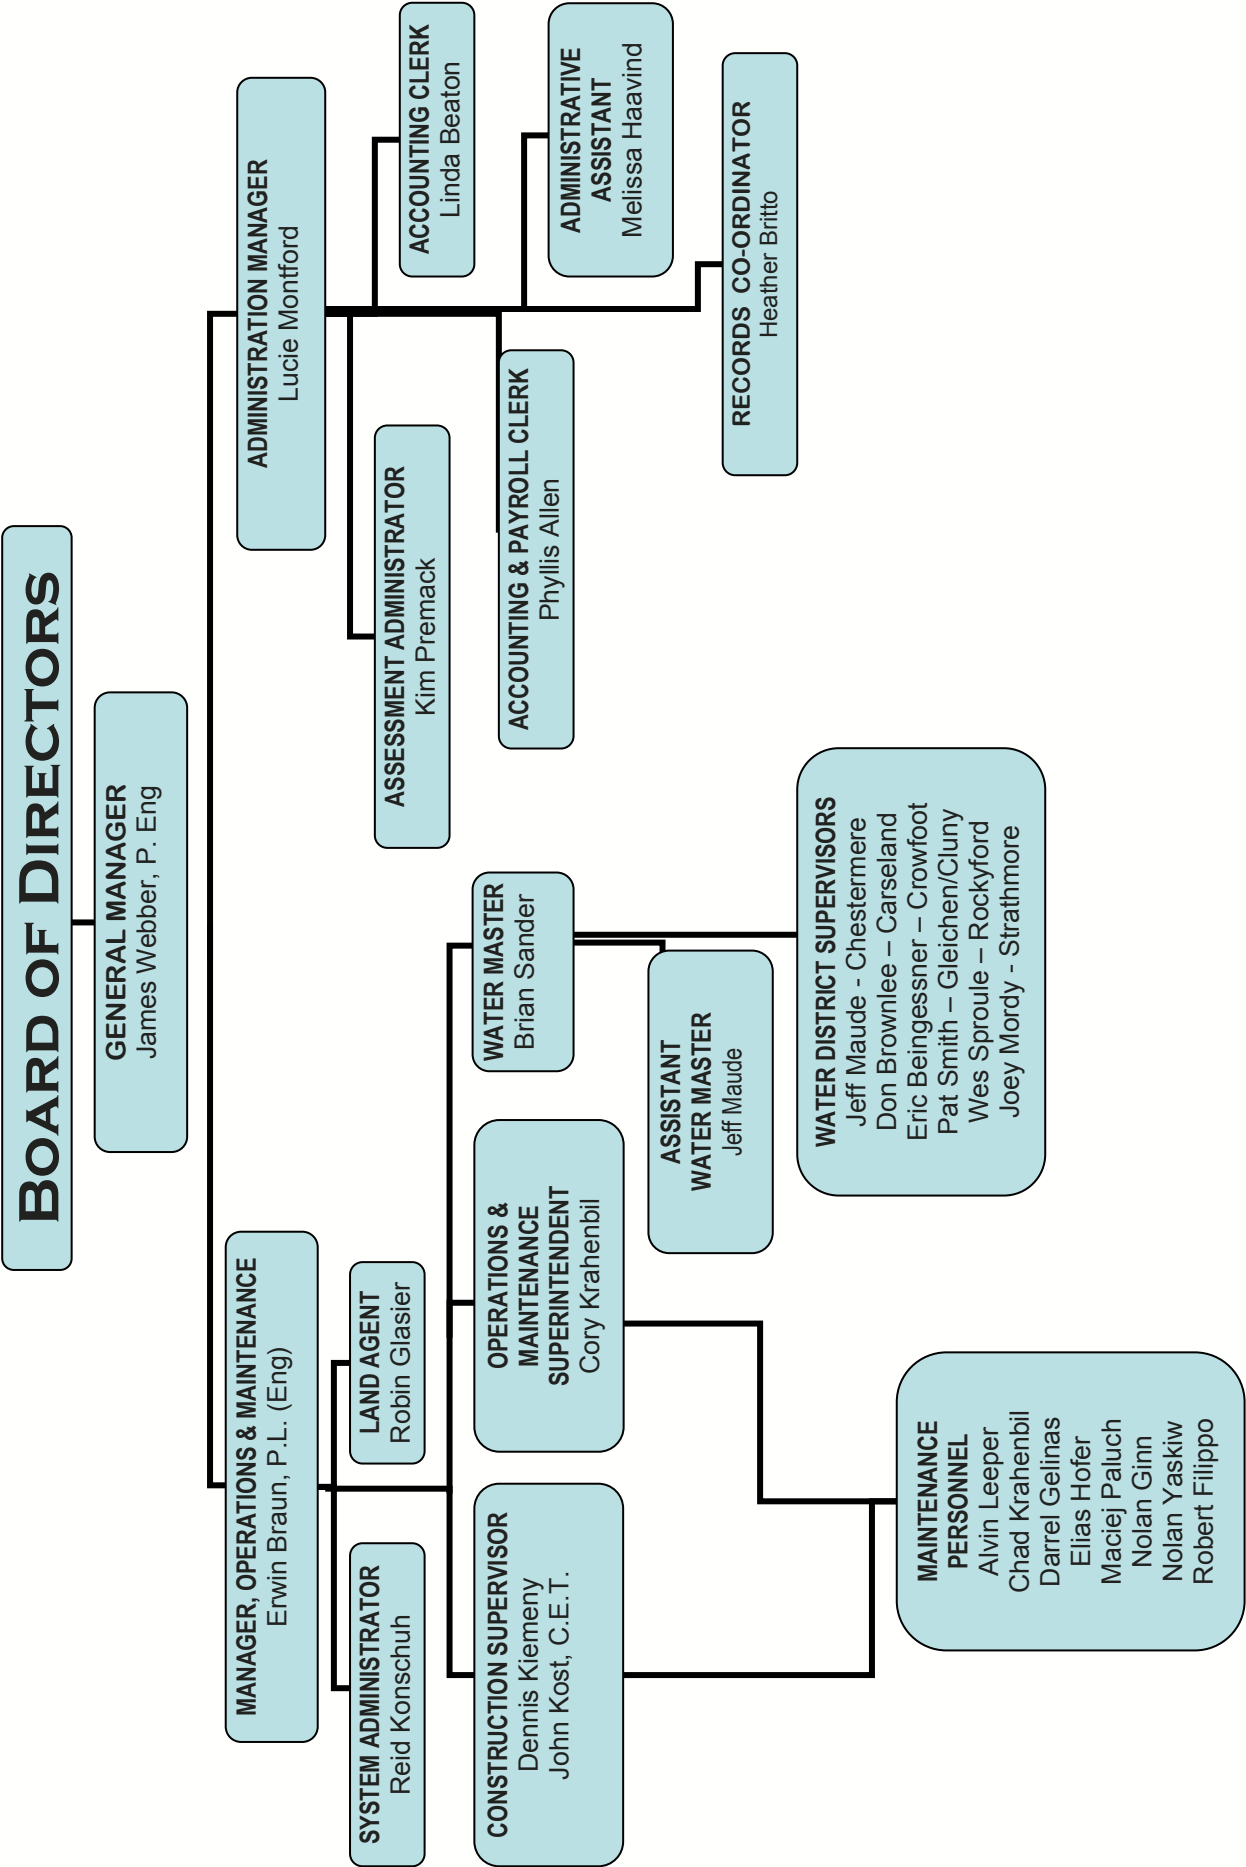 BOARD OF DIRECTORS
GENERAL MANAGER
James Webber, P. Eng
MANAGER, OPERATIONS & MAINTENANCE
Erwin Braun, P.L. (Eng)
ADMINISTRATION MANAGER
Lucie Montford
SYSTEM ADMINISTRATOR
Reid Konschuh
LAND AGENT
Robin Glasier
ASSESSMENT ADMINISTRATOR
Kim Premack
ACCOUNTING CLERK
Linda Beaton
CONSTRUCTION SUPERVISOR
Dennis Kiemeny
John Kost, C.E.T.
OPERATIONS &
MAINTENANCE
SUPERINTENDENT
Cory Krahenbil
WATER MASTER
Brian Sander
ACCOUNTING & PAYROLL CLERK
Phyllis Allen
ADMINISTRATIVE
ASSISTANT
Melissa Haavind
ASSISTANT
WATER MASTER
Jeff Maude
RECORDS CO-ORDINATOR
Heather Britto
WATER DISTRICT SUPERVISORS
Jeff Maude - Chestermere
Don Brownlee – Carseland
Eric Beingessner – Crowfoot
Pat Smith – Gleichen/Cluny
Wes Sproule – Rockyford
Joey Mordy - Strathmore
MAINTENANCE
PERSONNEL
Alvin Leeper
Chad Krahenbil
Darrel Gelinas
Elias Hofer
Maciej Paluch
Nolan Ginn
Nolan Yaskiw
Robert Filippo